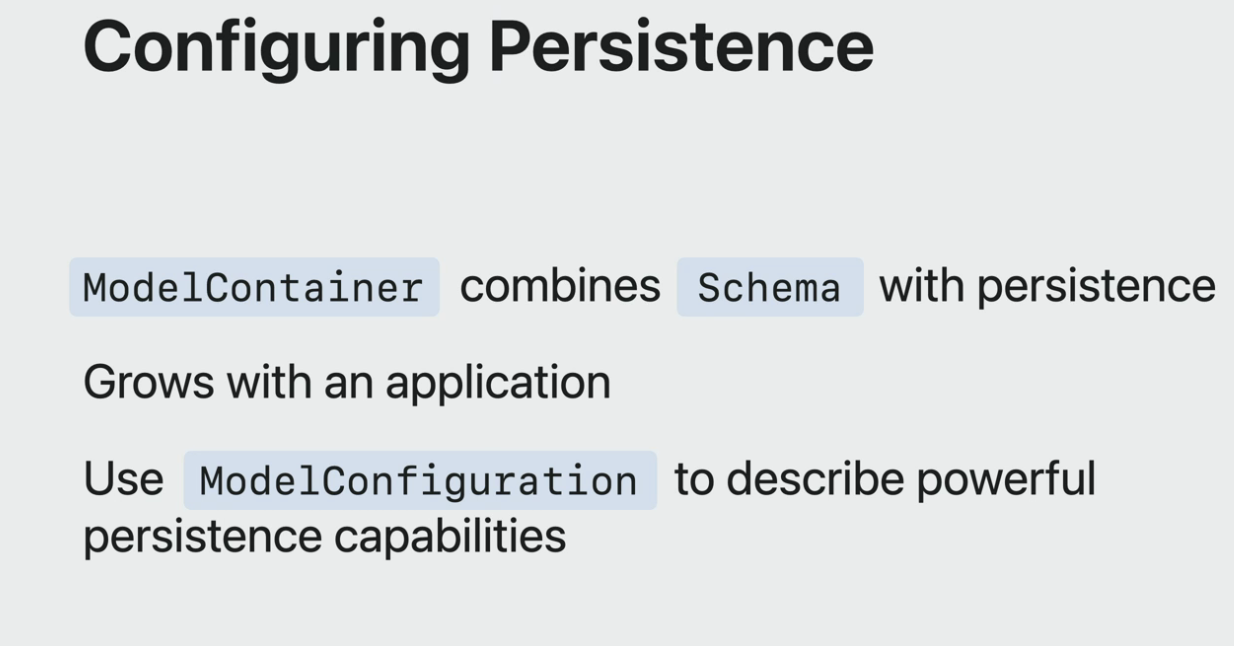 Configuring Persistence
ModelContainer combines Schema with persistence
Grows with an application
Use ModelConfiguration to describe powerful
persistence capabilities